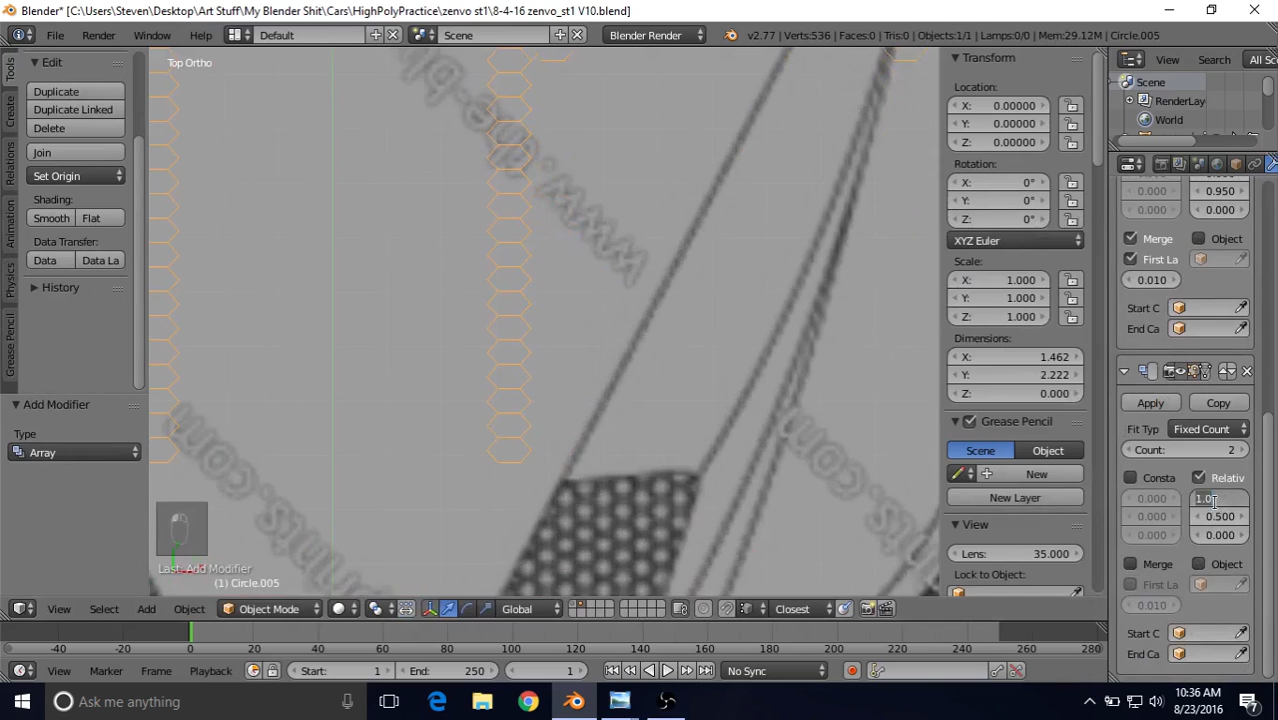 Blender* [C:\Users\Steven\Desktop\Art Stuff\My Blender Shit\Cars\HighPolyPractice\zenvo st1\8-4-16 zenvo_st1 V10.blend]
File Render Window Help Default Scene Blender Render v2.77 | Verts:536 | Faces:0 | Tris:0 | Objects:1/1 | Lamps:0/0 | Mem:29.12M | Circle.005 View Search All Sc
Tools
Create
Relations
Animation
Physics
Grease Pencil
Edit
Duplicate
Duplicate Linked
Delete
Join
Set Origin
Shading:
Smooth Flat
Data Transfer:
Data Data La
History
Add Modifier
Type
Array
Top Ortho
Last: Add Modifier
(1) Circle.005
Transform
Location:
X: 0.00000
Y: 0.00000
Z: 0.00000
Rotation:
X: 0°
Y: 0°
Z: 0°
XYZ Euler
Scale:
X: 1.000
Y: 1.000
Z: 1.000
Dimensions:
X: 1.462
Y: 2.222
Z: 0.000
Grease Pencil
Scene Object
New
New Layer
View
Lens: 35.000
Lock to Object:
Scene
RenderLay
World
0.000 0.950
0.000 0.000
Merge Object
First La
0.010
Start C
End Ca
Apply Copy
Fit Typ Fixed Count
Count: 2
Consta Relativ
0.000 1.0
0.000 0.500
0.000 0.000
Merge Object
First La
0.010
Start C
End Ca
View Select Add Object Object Mode Global Closest
-40 -20 0 20 40 60 80 100 120 140 160 180 200 220 240 260 280
View Marker Frame Playback Start: 1 End: 250 1 No Sync
Ask me anything 10:36 AM
8/23/2016